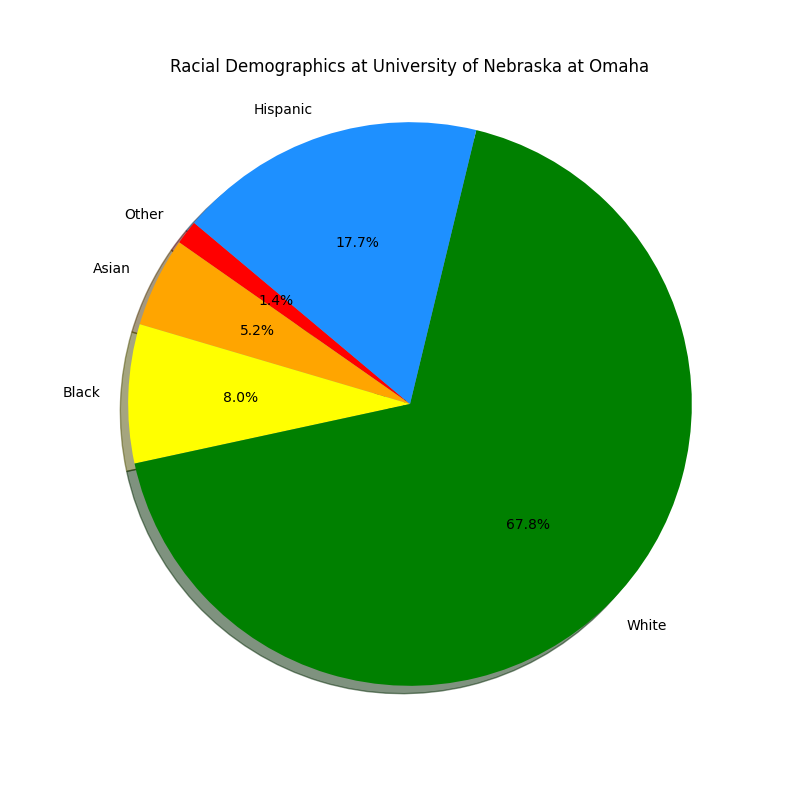 Racial Demographics at University of Nebraska at Omaha
Hispanic
Other
Asian
Black
White
17.7%
1.4%
5.2%
8.0%
67.8%